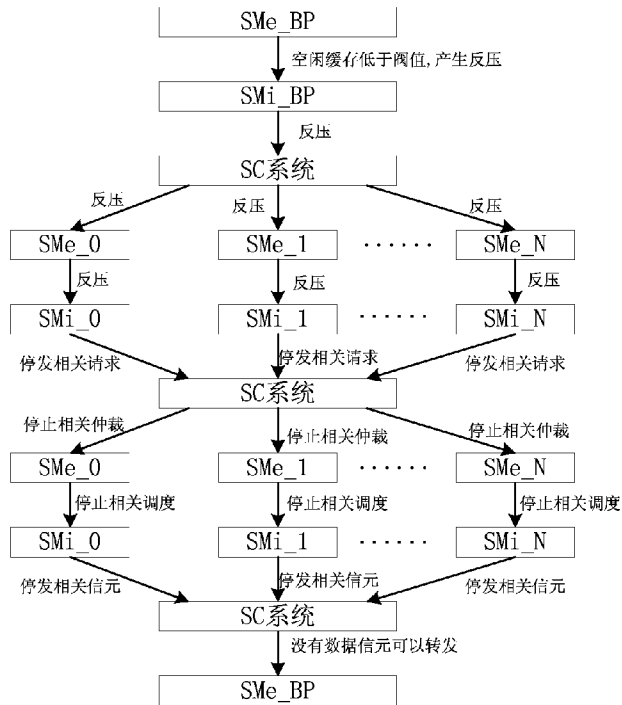 SMe_BP
空闲缓存低于阀值,产生反压
SMi_BP
反压
SC系统
反压 反压 反压
SMe_0 SMe_1 ······ SMe_N
反压 反压 反压
SMi_0 SMi_1 ······ SMi_N
停发相关请求 停发相关请求 停发相关请求
SC系统
停止相关仲裁 停止相关仲裁 停止相关仲裁
SMe_0 SMe_1 ······ SMe_N
停止相关调度 停止相关调度 停止相关调度
SMi_0 SMi_1 ······ SMi_N
停发相关信元 停发相关信元 停发相关信元
SC系统
没有数据信元可以转发
SMe_BP